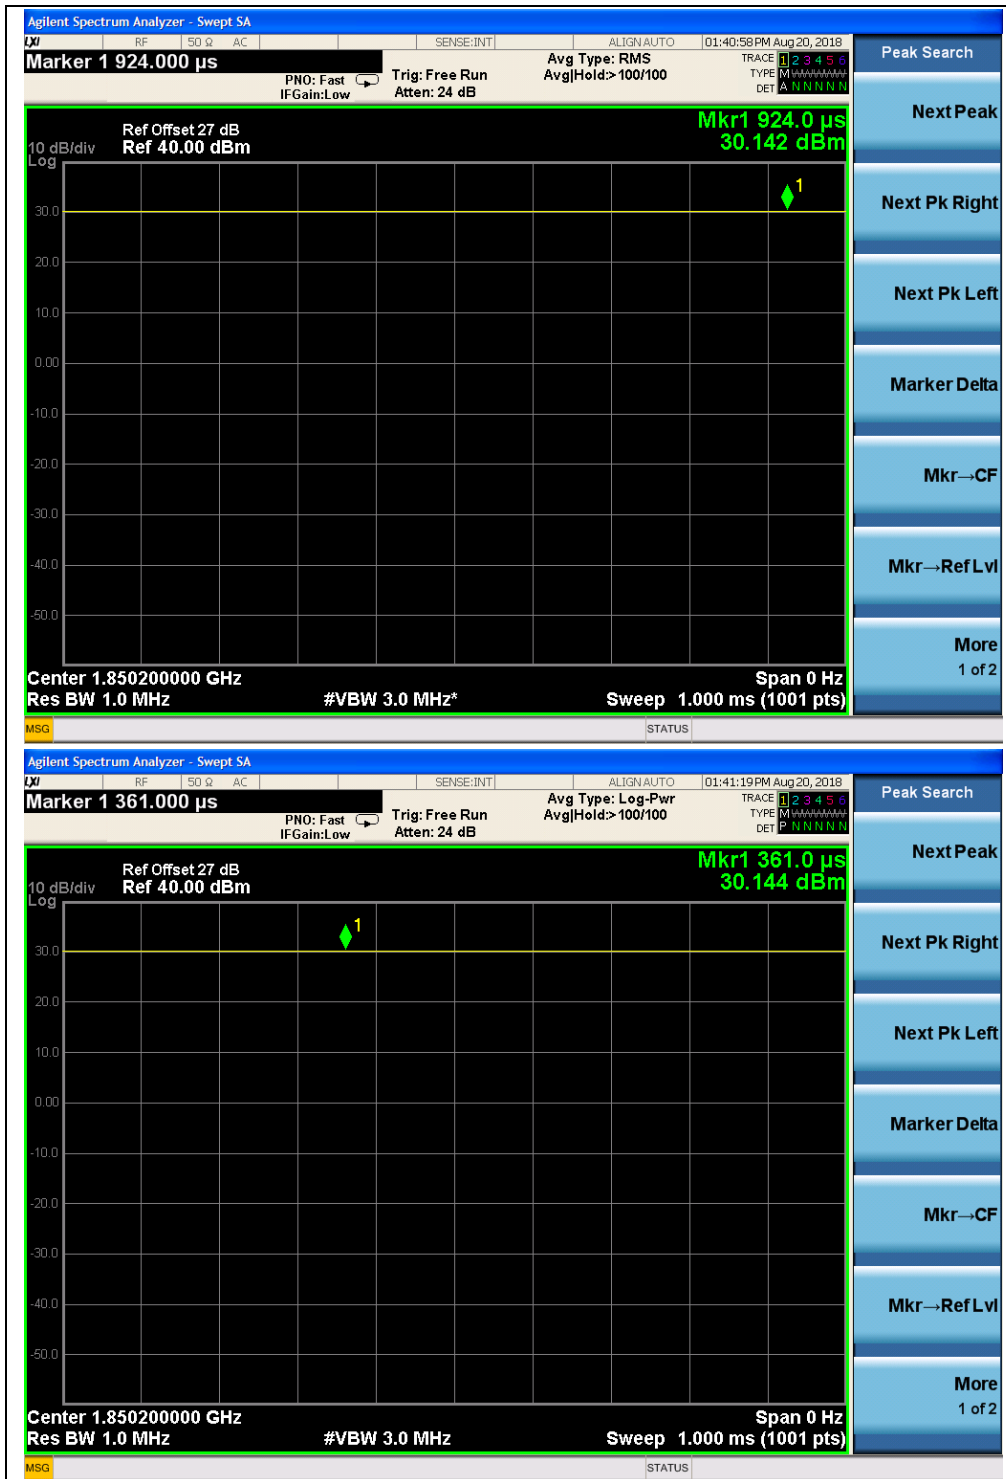 Agilent Spectrum Analyzer - Swept SA
LXI RF 50 Ω AC SENSE:INT ALIGN AUTO 01:40:58 PM Aug 20, 2018
Marker 1 924.000 µs
PNO: Fast
IFGain:Low
Trig: Free Run
Atten: 24 dB
Avg Type: RMS
Avg|Hold:>100/100
TRACE 1 2 3 4 5 6
TYPE M
DET A N N N N N
Peak Search
Mkr1 924.0 µs
30.142 dBm
Ref Offset 27 dB
10 dB/div Ref 40.00 dBm
Log
30.0
20.0
10.0
0.00
-10.0
-20.0
-30.0
-40.0
-50.0
1
Center 1.850200000 GHz Span 0 Hz
Res BW 1.0 MHz #VBW 3.0 MHz* Sweep 1.000 ms (1001 pts)
Next Peak
Next Pk Right
Next Pk Left
Marker Delta
Mkr→CF
Mkr→Ref Lvl
More
1 of 2
MSG STATUS
Agilent Spectrum Analyzer - Swept SA
LXI RF 50 Ω AC SENSE:INT ALIGN AUTO 01:41:19 PM Aug 20, 2018
Marker 1 361.000 µs
PNO: Fast
IFGain:Low
Trig: Free Run
Atten: 24 dB
Avg Type: Log-Pwr
Avg|Hold:>100/100
TRACE 1 2 3 4 5 6
TYPE M
DET P N N N N N
Peak Search
Mkr1 361.0 µs
30.144 dBm
Ref Offset 27 dB
10 dB/div Ref 40.00 dBm
Log
30.0
20.0
10.0
0.00
-10.0
-20.0
-30.0
-40.0
-50.0
1
Center 1.850200000 GHz Span 0 Hz
Res BW 1.0 MHz #VBW 3.0 MHz Sweep 1.000 ms (1001 pts)
Next Peak
Next Pk Right
Next Pk Left
Marker Delta
Mkr→CF
Mkr→Ref Lvl
More
1 of 2
MSG STATUS